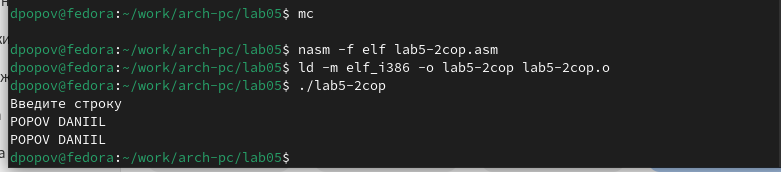 dpopov@fedora:~/work/arch-pc/lab05$ mc
dpopov@fedora:~/work/arch-pc/lab05$ nasm -f elf lab5-2cop.asm
dpopov@fedora:~/work/arch-pc/lab05$ ld -m elf_i386 -o lab5-2cop lab5-2cop.o
dpopov@fedora:~/work/arch-pc/lab05$ ./lab5-2cop
Введите строку
POPOV DANIIL
POPOV DANIIL
dpopov@fedora:~/work/arch-pc/lab05$